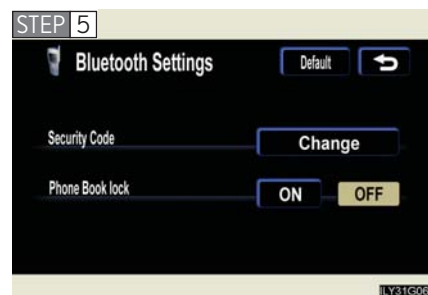 STEP 5
Bluetooth Settings Default
Security Code Change
Phone Book lock ON OFF
ILY31G06